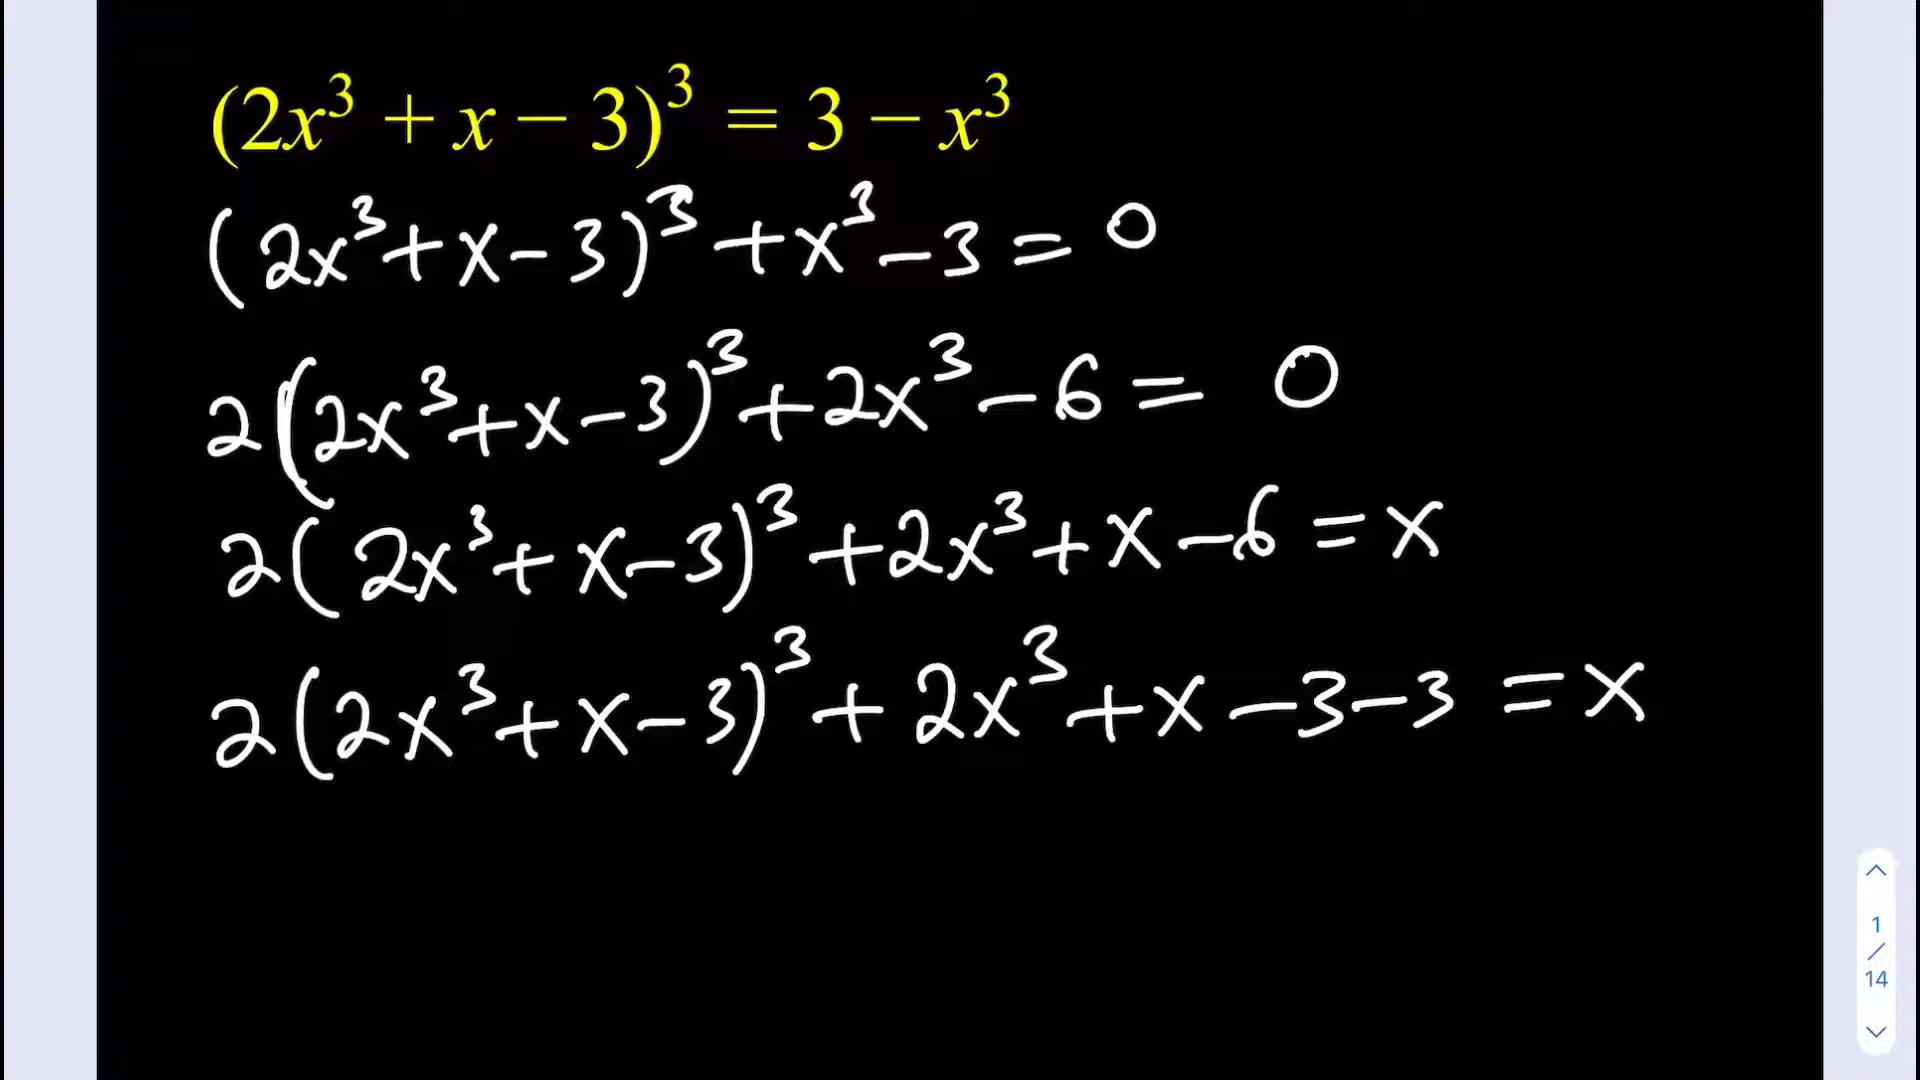 (2x³ + x − 3)³ = 3 − x³
(2x³+x−3)³+x³−3=0
2(2x³+x−3)³+2x³−6=0
2(2x³+x−3)³+2x³+x−6=x
2(2x³+x−3)³+2x³+x−3−3=x
1
/
14